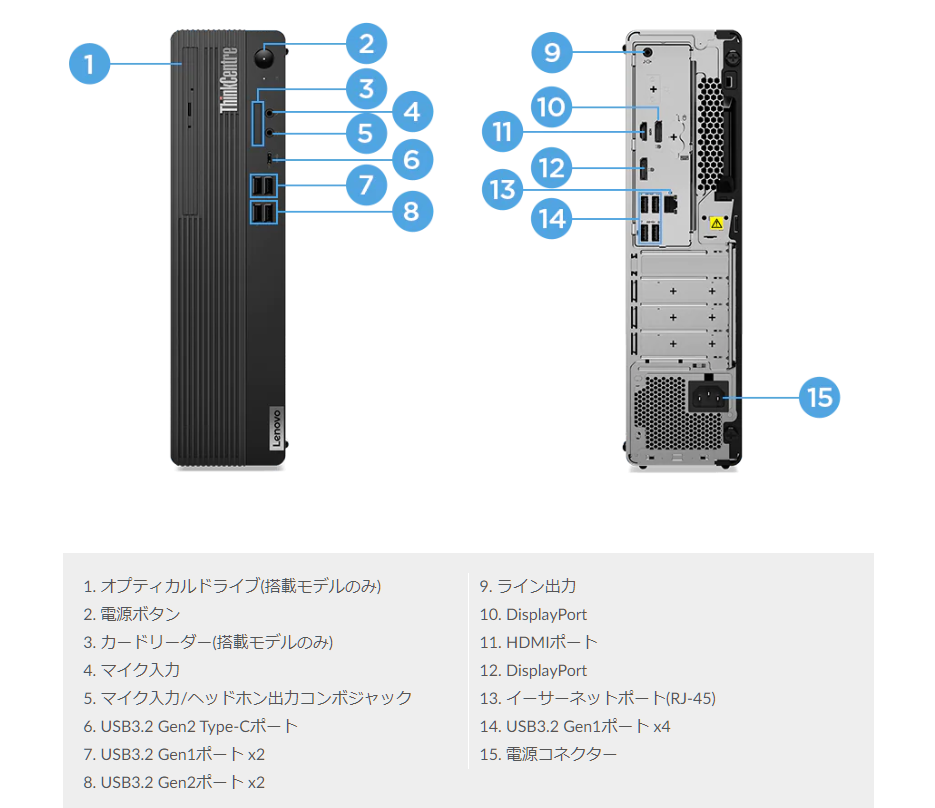 1
2
3
4
5
6
7
8
ThinkCentre
Lenovo
9
10
11
12
13
14
15
1. オプティカルドライブ(搭載モデルのみ)
2. 電源ボタン
3. カードリーダー(搭載モデルのみ)
4. マイク入力
5. マイク入力/ヘッドホン出力コンボジャック
6. USB3.2 Gen2 Type-Cポート
7. USB3.2 Gen1ポート x2
8. USB3.2 Gen2ポート x2
9. ライン出力
10. DisplayPort
11. HDMIポート
12. DisplayPort
13. イーサーネットポート(RJ-45)
14. USB3.2 Gen1ポート x4
15. 電源コネクター